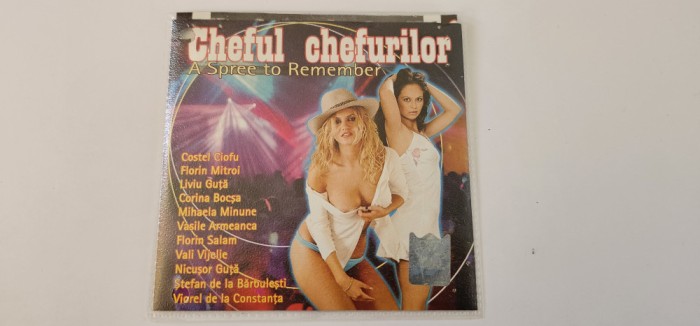 Cheful chefurilor
A Spree to Remember
Costel Ciofu
Florin Mitroi
Liviu Guță
Corina Bocșa
Mihaela Minune
Vasile Armeanca
Florin Salam
Vali Vijelie
Nicușor Guță
Ștefan de la Bărbulești
Viorel de la Constanța